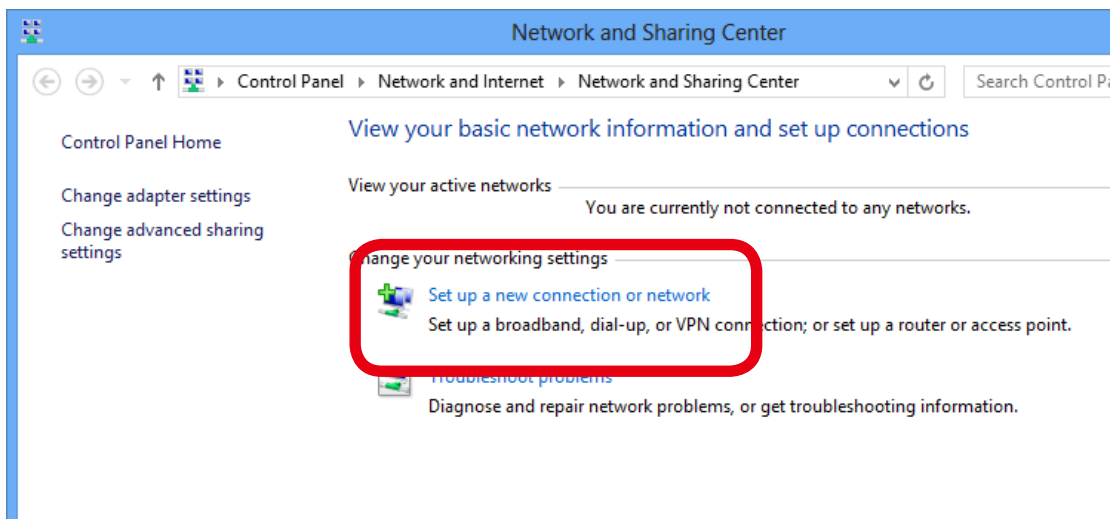 Network and Sharing Center
Control Panel Network and Internet Network and Sharing Center
Search Control Pa
Control Panel Home
View your basic network information and set up connections
Change adapter settings
Change advanced sharing
settings
View your active networks
You are currently not connected to any networks.
Change your networking settings
Set up a new connection or network
Set up a broadband, dial-up, or VPN connection; or set up a router or access point.
Troubleshoot problems
Diagnose and repair network problems, or get troubleshooting information.